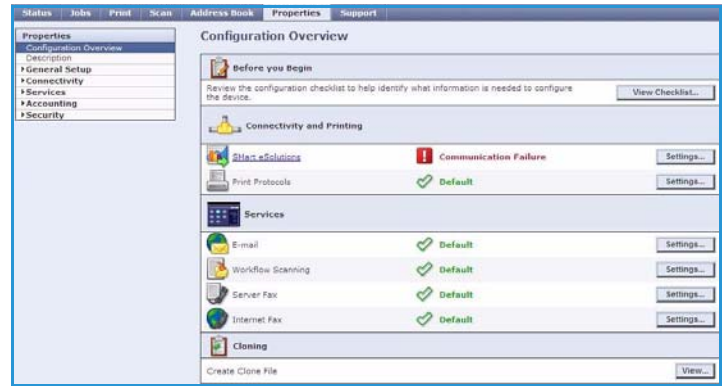 Status Jobs Print Scan Address Book Properties Support
Properties
Configuration Overview
Description
General Setup
Connectivity
Services
Accounting
Security
Configuration Overview
Before you Begin
Review the configuration checklist to help identify what information is needed to configure
the device.
View Checklist...
Connectivity and Printing
SMart eSolutions Communication Failure Settings...
Print Protocols Default Settings...
Services
E-mail Default Settings...
Workflow Scanning Default Settings...
Server Fax Default Settings...
Internet Fax Default Settings...
Cloning
Create Clone File View...